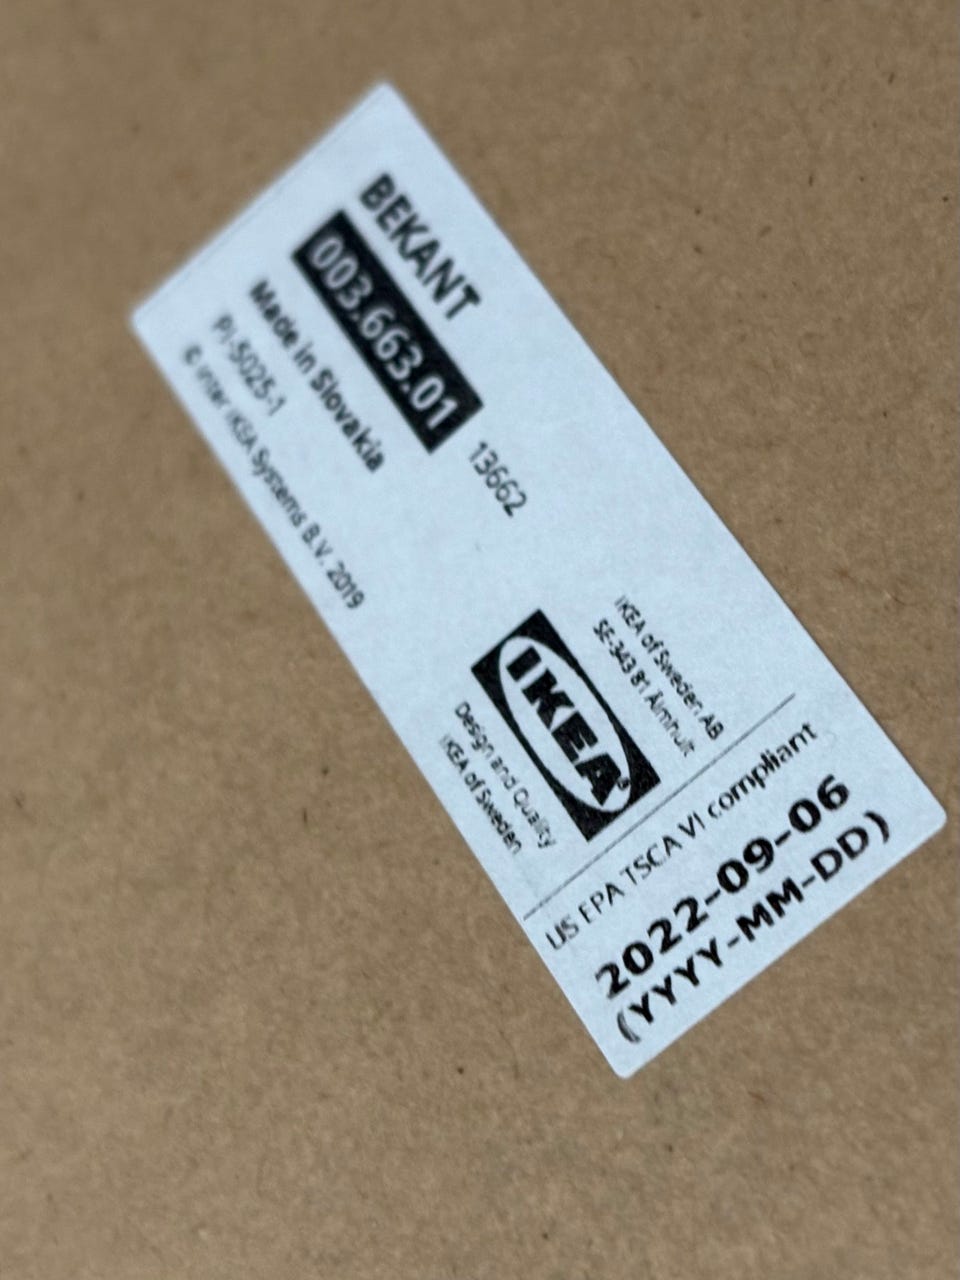 BEKANT
003.663.01
13662
Made in Slovakia
PI-5025-1
© Inter IKEA Systems B.V. 2019
IKEA of Sweden AB
SE-343 81 Älmhult
IKEA
Design and Quality
IKEA of Sweden
US EPA TSCA VI compliant
2022-09-06
(YYYY-MM-DD)